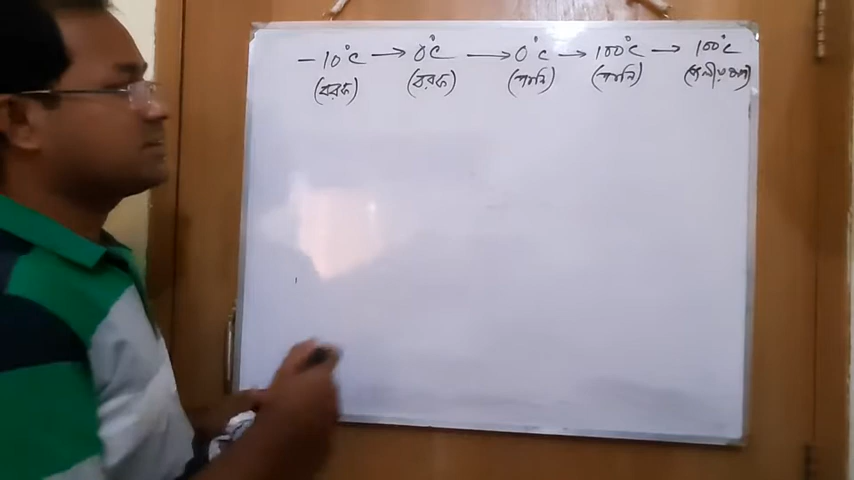 -10°C → 0°C → 0°C → 100°C → 100°C
(বরফ) (বরফ) (পানি) (পানি) (জলীয় বাষ্প)